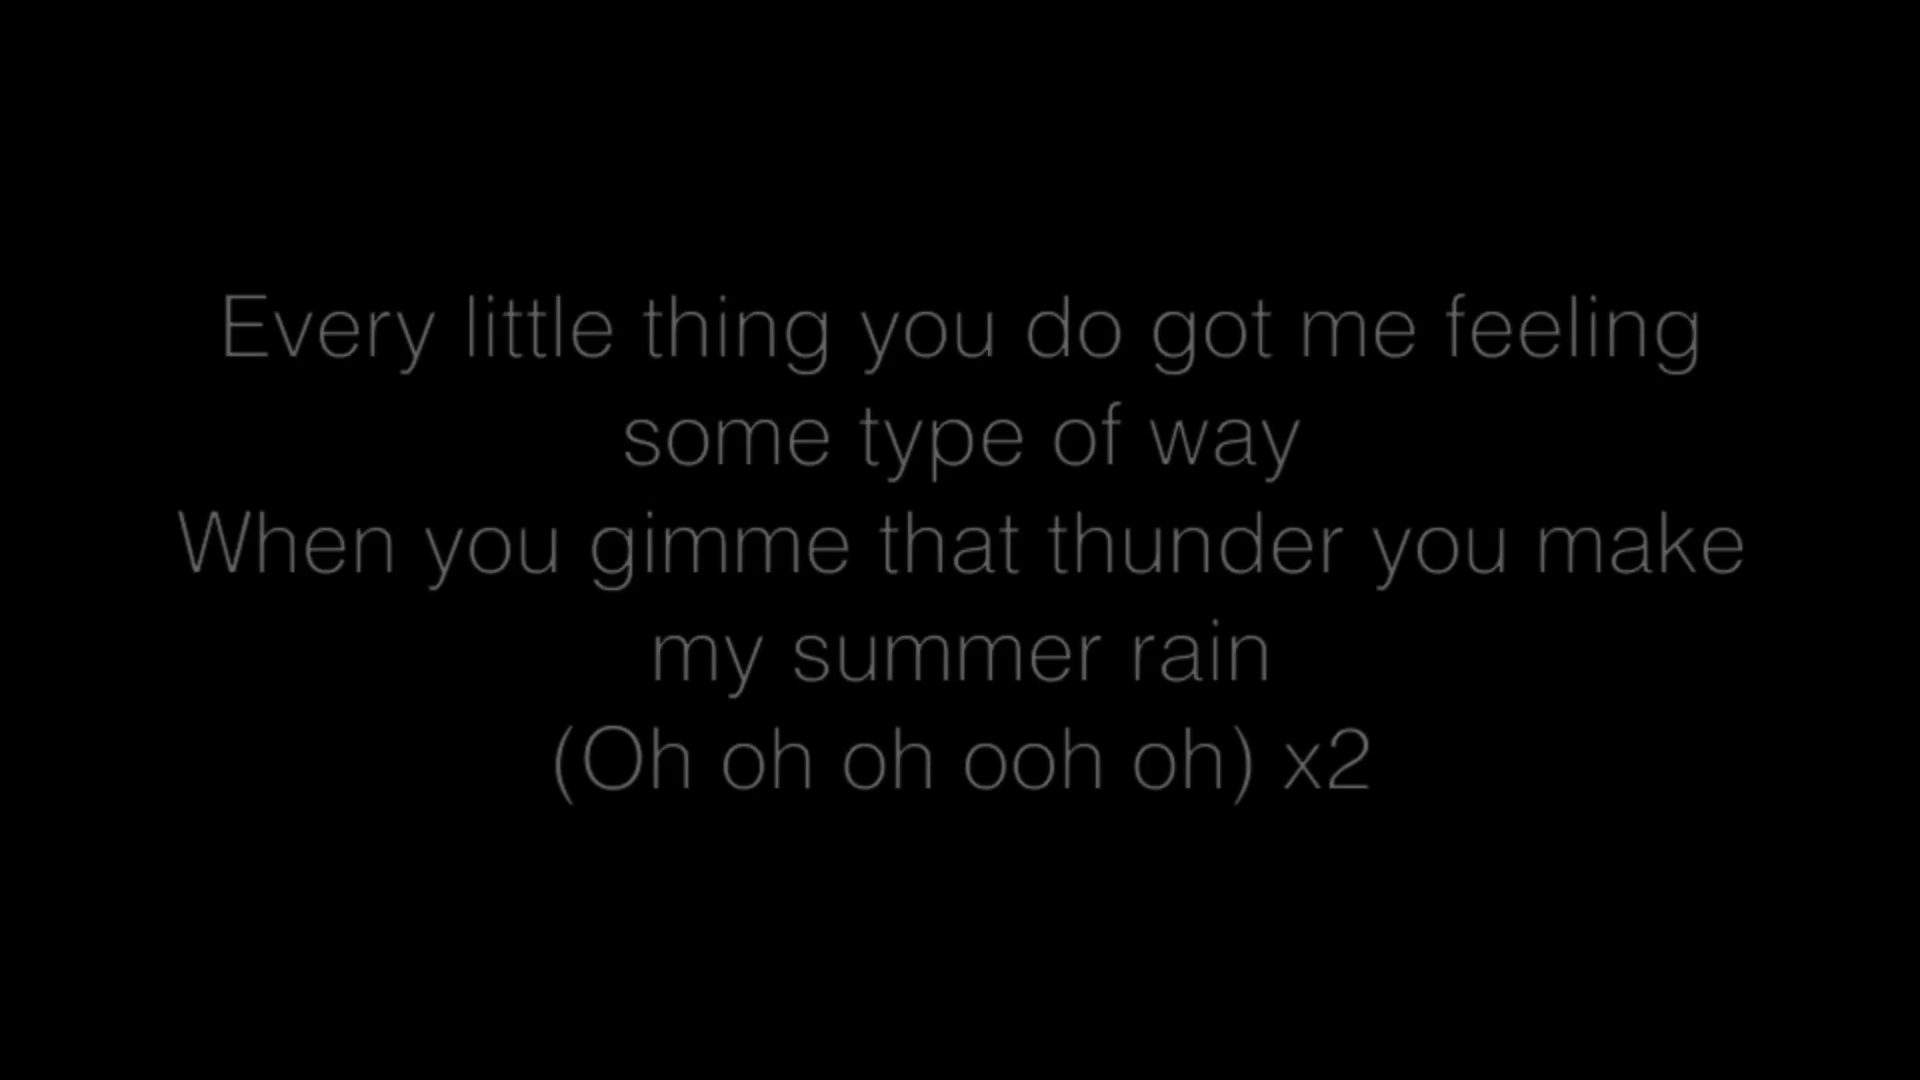 Every little thing you do got me feeling
some type of way
When you gimme that thunder you make
my summer rain
(Oh oh oh ooh oh) x2